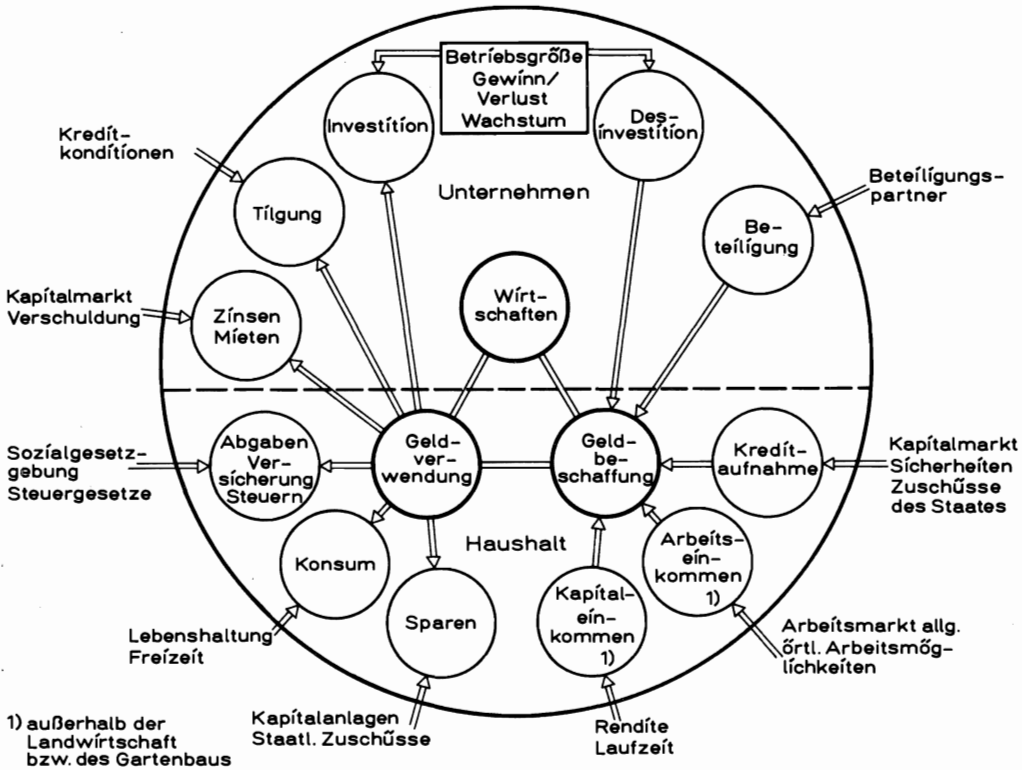 Betriebsgröße
Gewinn/
Verlust
Wachstum
Investition
Des-
investition
Kredit-
konditionen
Tilgung
Unternehmen
Beteiligungs-
partner
Be-
teiligung
Kapitalmarkt
Verschuldung
Zinsen
Mieten
Wirt-
schaften
Sozialgesetz-
gebung
Steuergesetze
Abgaben
Ver-
sicherung
Steuern
Geld-
ver-
wendung
Geld-
be-
schaffung
Kredit-
aufnahme
Kapitalmarkt
Sicherheiten
Zuschüsse
des Staates
Haushalt
Konsum
Sparen
Kapital-
ein-
kommen
1)
Arbeits-
ein-
kommen
1)
Lebenshaltung
Freizeit
Arbeitsmarkt allg.
örtl. Arbeitsmög-
lichkeiten
Kapitalanlagen
Staatl. Zuschüsse
Rendite
Laufzeit
1) außerhalb der
Landwirtschaft
bzw. des Gartenbaus